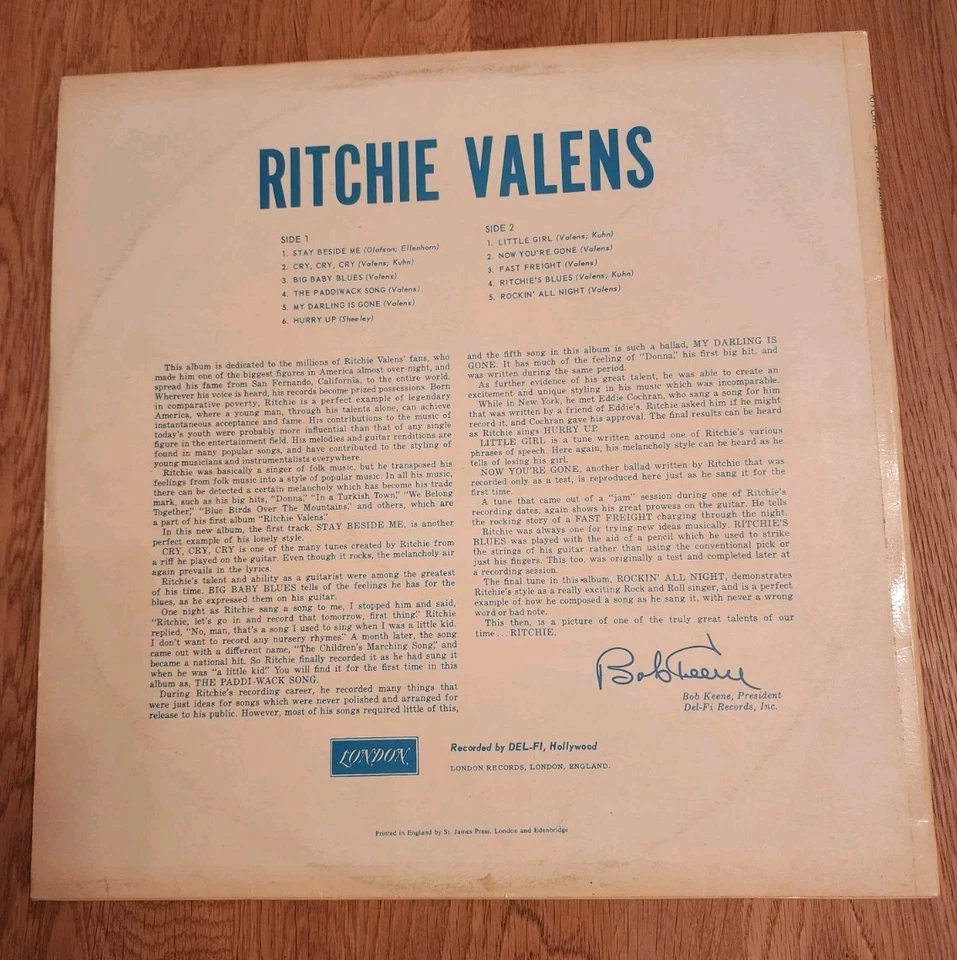 RITCHIE VALENS
SIDE 1
1. STAY BESIDE ME (Olofson; Ellenhorn)
2. CRY, CRY, CRY (Valens; Kuhn)
3. BIG BABY BLUES (Valens)
4. THE PADDIWACK SONG (Valens)
5. MY DARLING IS GONE (Valens)
6. HURRY UP (Sheeley)
SIDE 2
1. LITTLE GIRL (Valens; Kuhn)
2. NOW YOU'RE GONE (Valens)
3. FAST FREIGHT (Valens)
4. RITCHIE'S BLUES (Valens; Kuhn)
5. ROCKIN' ALL NIGHT (Valens)
This album is dedicated to the millions of Ritchie Valens' fans, who
made him one of the biggest figures in America almost over-night, and
spread his fame from San Fernando, California, to the entire world.
Wherever his voice is heard, his records become prized possessions. Born
in comparative poverty, Ritchie is a perfect example of legendary
America, where a young man, through his talents alone, can achieve
instantaneous acceptance and fame. His contributions to the music of
today's youth were probably more influential than that of any single
figure in the entertainment field. His melodies and guitar renditions are
found in many popular songs, and have contributed to the styling of
young musicians and instrumentalists everywhere.
Ritchie was basically a singer of folk music, but he transposed his
feelings from folk music into a style of popular music. In all his music,
there can be detected a certain melancholy which has become his trade
mark, such as his big hits, "Donna," "In a Turkish Town," "We Belong
Together," "Blue Birds Over The Mountains," and others, which are
a part of his first album "Ritchie Valens."
In this new album, the first track, STAY BESIDE ME, is another
perfect example of his lonely style.
CRY, CRY, CRY is one of the many tunes created by Ritchie from
a riff he played on the guitar. Even though it rocks, the melancholy air
again prevails in the lyrics.
Ritchie's talent and ability as a guitarist were among the greatest
of his time. BIG BABY BLUES tells of the feelings he has for the
blues, as he expressed them on his guitar.
One night as Ritchie sang a song to me, I stopped him and said,
"Ritchie, let's go in and record that tomorrow, first thing." Ritchie
replied, "No, man, that's a song I used to sing when I was a little kid.
I don't want to record any nursery rhymes." A month later, the song
came out with a different name, "The Children's Marching Song," and
became a national hit. So Ritchie finally recorded it as he had sung it
when he was "a little kid." You will find it for the first time in this
album as, THE PADDI-WACK SONG.
During Ritchie's recording career, he recorded many things that
were just ideas for songs which were never polished and arranged for
release to his public. However, most of his songs required little of this,
and the fifth song in this album is such a ballad, MY DARLING IS
GONE. It has much of the feeling of "Donna," his first big hit, and
was written during the same period.
As further evidence of his great talent, he was able to create an
excitement and unique styling in his music which was incomparable.
While in New York, he met Eddie Cochran, who sang a song for him
that was written by a friend of Eddie's. Ritchie asked him if he might
record it, and Cochran gave his approval. The final results can be heard
as Ritchie sings HURRY UP.
LITTLE GIRL is a tune written around one of Ritchie's various
phrases of speech. Here again, his melancholy style can be heard as he
tells of losing his girl.
NOW YOU'RE GONE, another ballad written by Ritchie that was
recorded only as a test, is reproduced here just as he sang it for the
first time.
A tune that came out of a "jam" session during one of Ritchie's
recording dates, again shows his great prowess on the guitar. He tells
the rocking story of a FAST FREIGHT charging through the night.
Ritchie was always one for trying new ideas musically. RITCHIE'S
BLUES was played with the aid of a pencil which he used to strike
the strings of his guitar rather than using the conventional pick or
just his fingers. This too, was originally a test and completed later at
a recording session.
The final tune in this album, ROCKIN' ALL NIGHT, demonstrates
Ritchie's style as a really exciting Rock and Roll singer, and is a perfect
example of how he composed a song as he sang it, with never a wrong
word or bad note.
This then, is a picture of one of the truly great talents of our
time . . . RITCHIE.
Bob Keene
Bob Keene, President
Del-Fi Records, Inc.
LONDON
Recorded by DEL-FI, Hollywood
LONDON RECORDS, LONDON, ENGLAND.
Printed in England by St. James Press, London and Edenbridge
RITCHIE